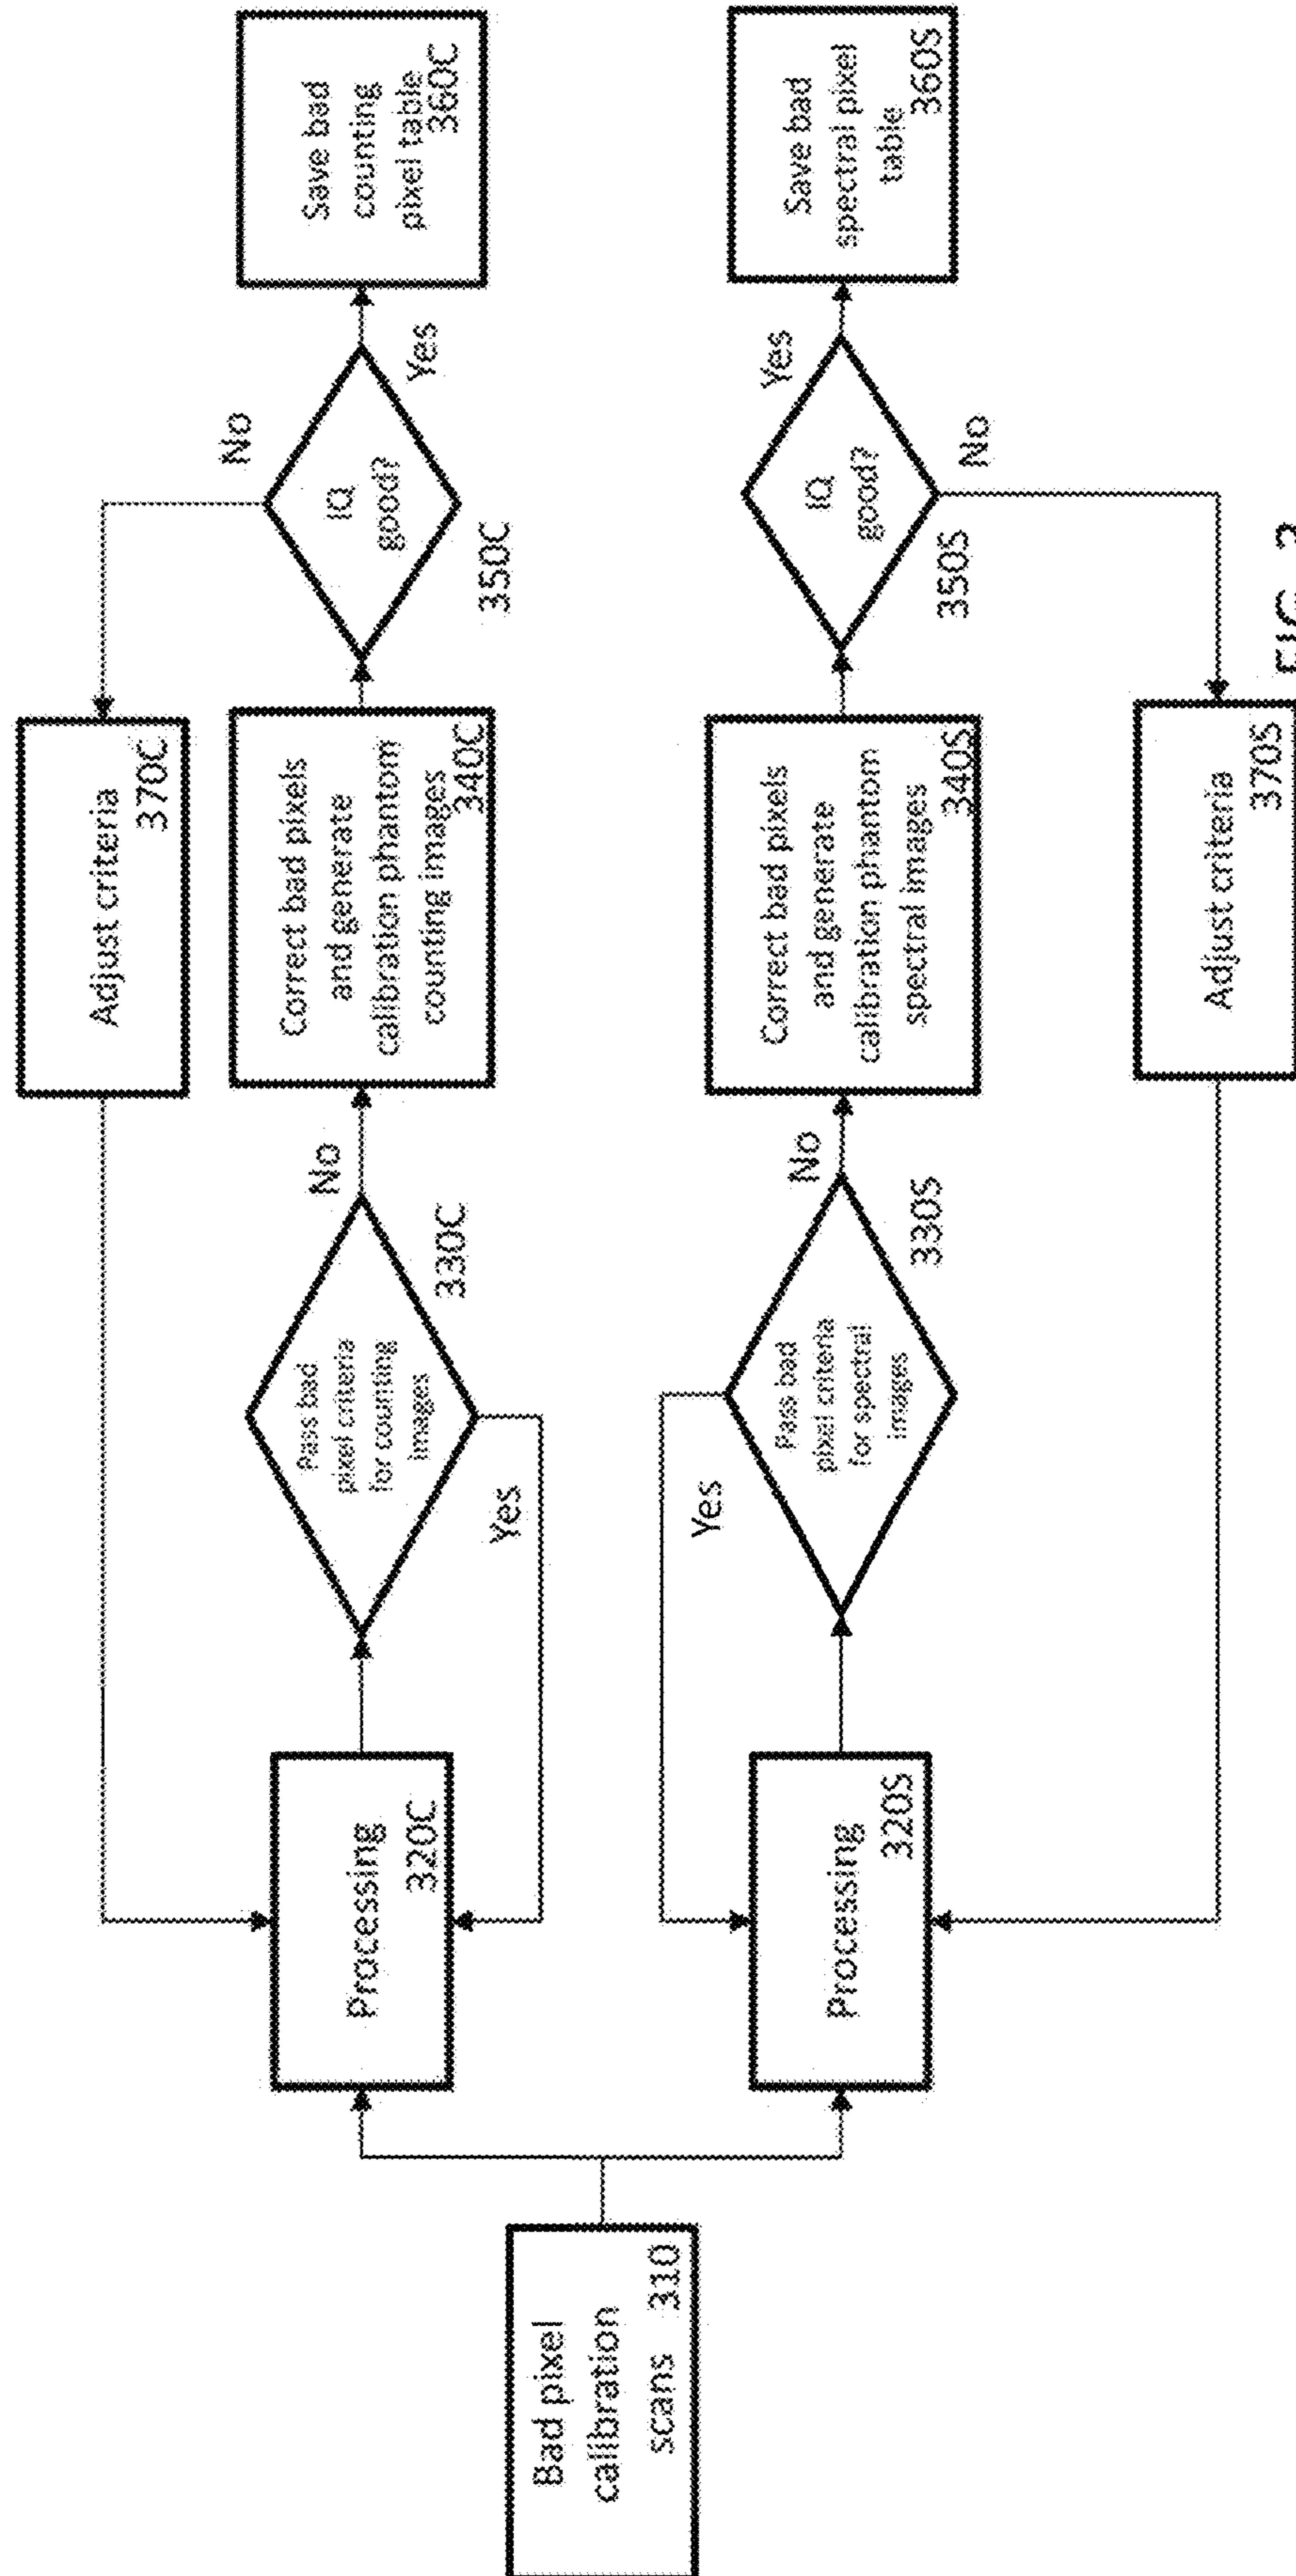 Bad pixel
calibration
scans 310
Processing
320C
Pass bad
pixel criteria
for counting
images
330C
Yes
No
Correct bad pixels
and generate
calibration phantom
counting images
340C
IQ
good?
350C
No
Yes
Adjust criteria
370C
Save bad
counting
pixel table
360C
Processing
320S
Pass bad
pixel criteria
for spectral
images
330S
Yes
No
Correct bad pixels
and generate
calibration phantom
spectral images
340S
IQ
good?
350S
Yes
No
Save bad
spectral pixel
table
360S
Adjust criteria
370S
FIG. 3